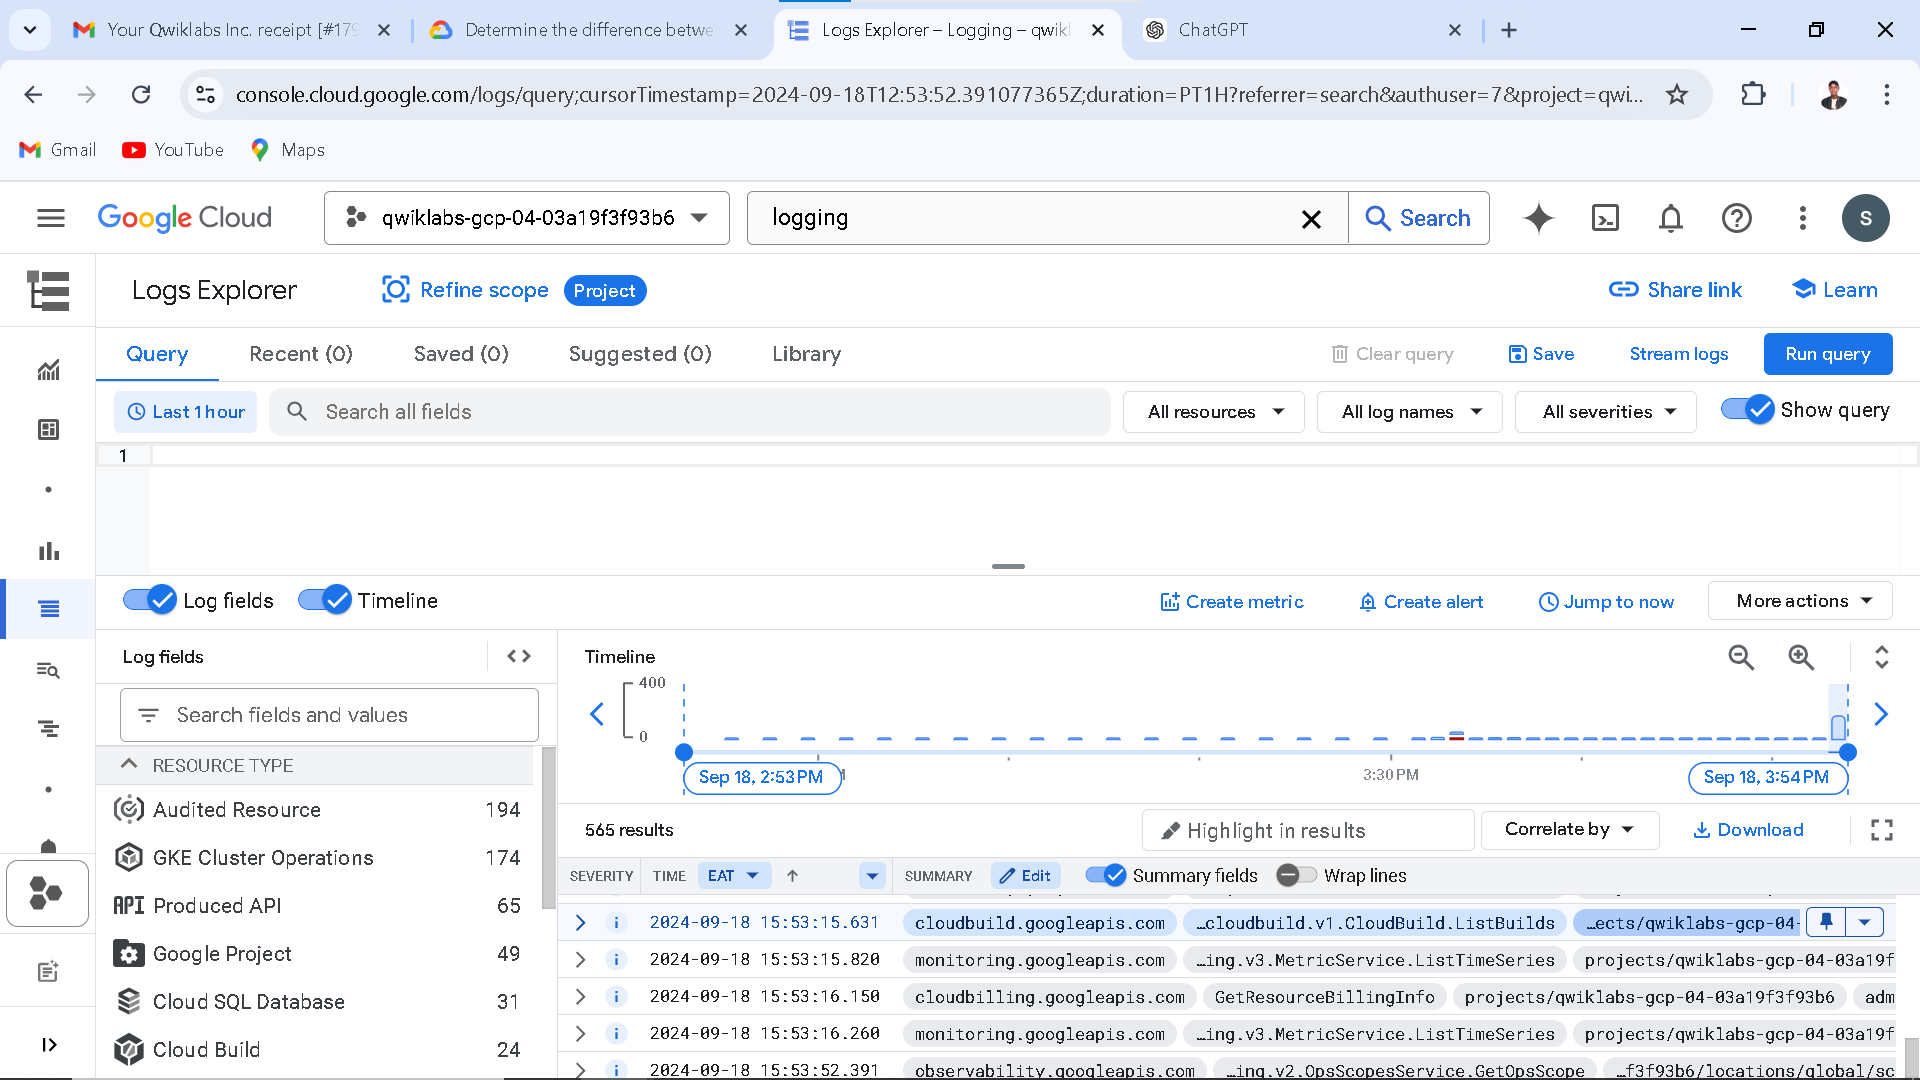 Your Qwiklabs Inc. receipt [#179
Determine the difference betwe
Logs Explorer – Logging – qwikl
ChatGPT
console.cloud.google.com/logs/query;cursorTimestamp=2024-09-18T12:53:52.391077365Z;duration=PT1H?referrer=search&authuser=7&project=qwi...
Gmail
YouTube
Maps
Google Cloud
qwiklabs-gcp-04-03a19f3f93b6
logging
Search
S
Logs Explorer
Refine scope
Project
Share link
Learn
Query
Recent (0)
Saved (0)
Suggested (0)
Library
Clear query
Save
Stream logs
Run query
Last 1 hour
Search all fields
All resources
All log names
All severities
Show query
1
Log fields
Timeline
Create metric
Create alert
Jump to now
More actions
Log fields
Search fields and values
RESOURCE TYPE
Audited Resource 194
GKE Cluster Operations 174
API Produced API 65
Google Project 49
Cloud SQL Database 31
Cloud Build 24
Timeline
400
0
Sep 18, 2:53 PM
3:30 PM
Sep 18, 3:54 PM
565 results
Highlight in results
Correlate by
Download
SEVERITY TIME EAT SUMMARY Edit Summary fields Wrap lines
i 2024-09-18 15:53:15.631 cloudbuild.googleapis.com …cloudbuild.v1.CloudBuild.ListBuilds …ects/qwiklabs-gcp-04-
i 2024-09-18 15:53:15.820 monitoring.googleapis.com …ing.v3.MetricService.ListTimeSeries projects/qwiklabs-gcp-04-03a19f
i 2024-09-18 15:53:16.150 cloudbilling.googleapis.com GetResourceBillingInfo projects/qwiklabs-gcp-04-03a19f3f93b6 adm
i 2024-09-18 15:53:16.260 monitoring.googleapis.com …ing.v3.MetricService.ListTimeSeries projects/qwiklabs-gcp-04-03a19f
i 2024-09-18 15:53:52.391 observability.googleapis.com …ing.v2.OpsScopesService.GetOpsScope …f3f93b6/locations/global/sc